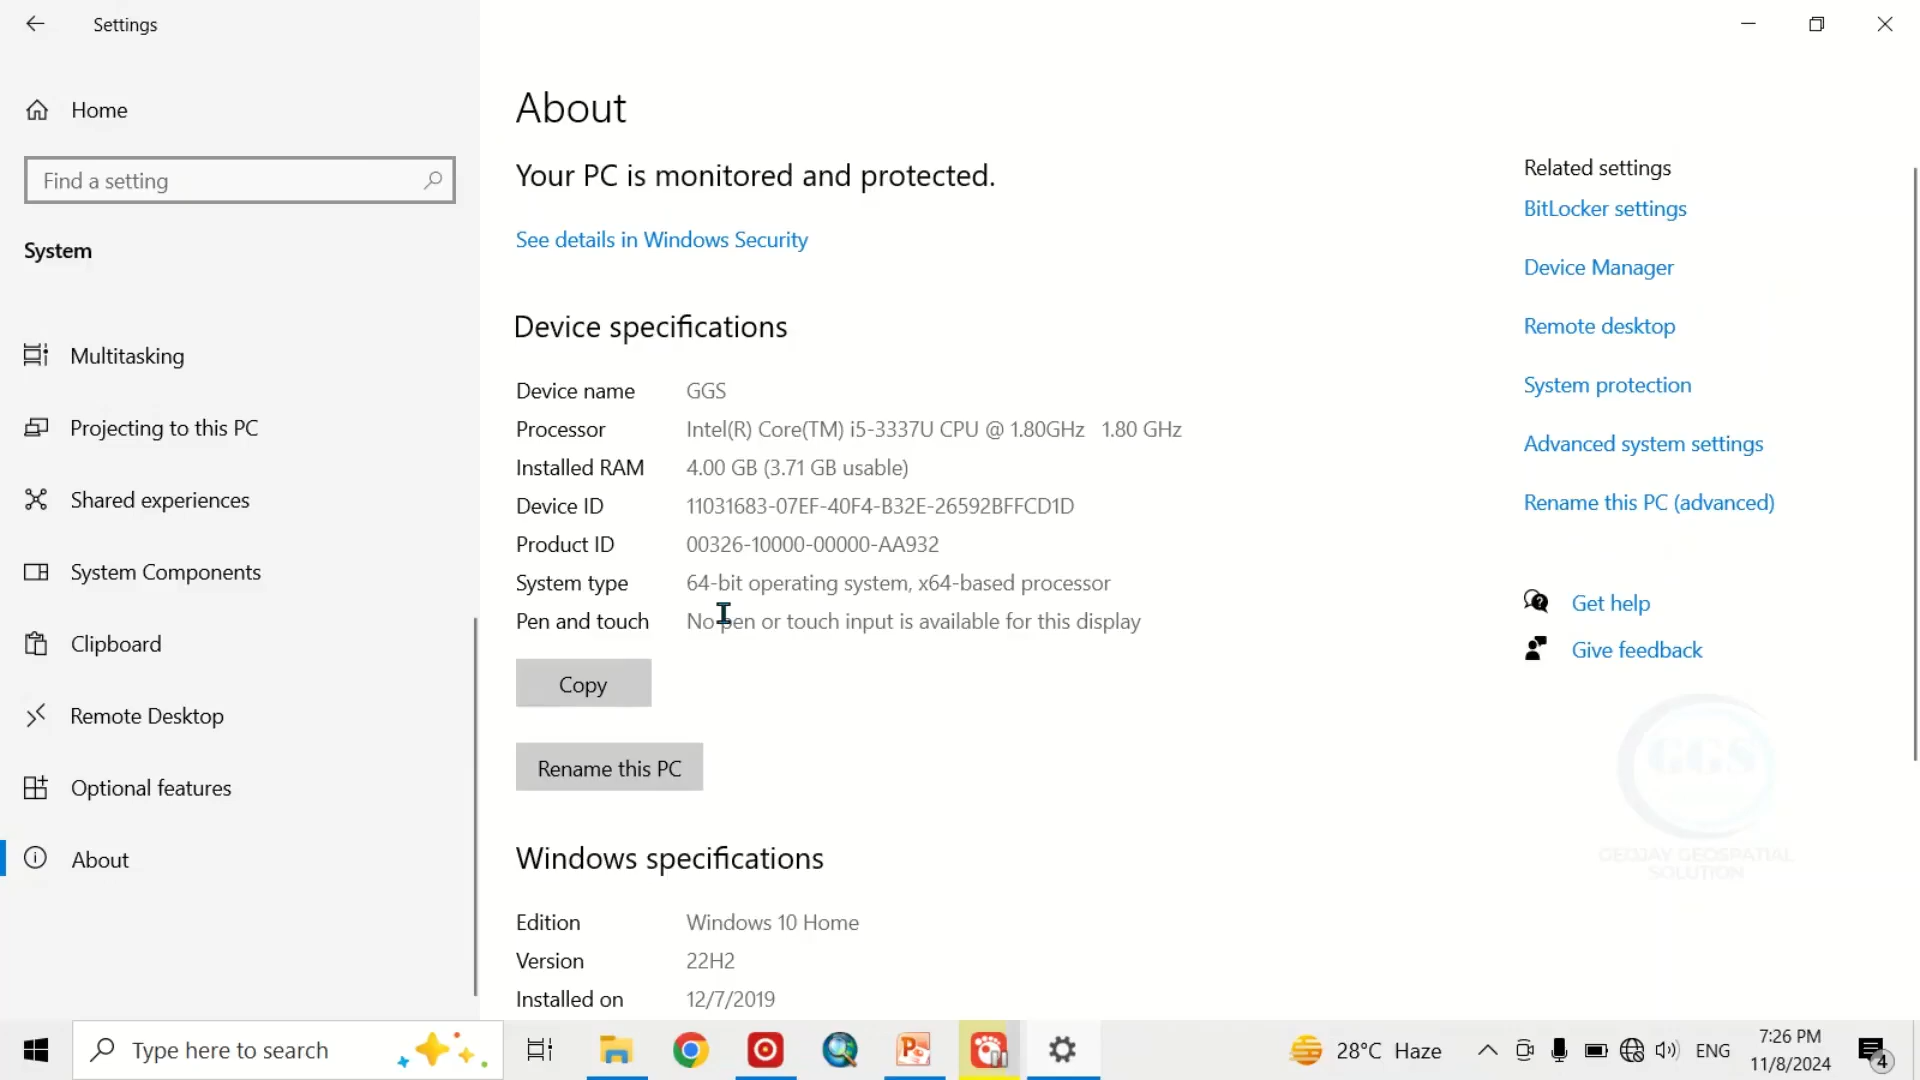 Settings
Home
Find a setting
System
Multitasking
Projecting to this PC
Shared experiences
System Components
Clipboard
Remote Desktop
Optional features
About
About
Your PC is monitored and protected.
See details in Windows Security
Device specifications
Device name GGS
Processor Intel(R) Core(TM) i5-3337U CPU @ 1.80GHz 1.80 GHz
Installed RAM 4.00 GB (3.71 GB usable)
Device ID 11031683-07EF-40F4-B32E-26592BFFCD1D
Product ID 00326-10000-00000-AA932
System type 64-bit operating system, x64-based processor
Pen and touch No pen or touch input is available for this display
Copy
Rename this PC
Windows specifications
Edition Windows 10 Home
Version 22H2
Installed on 12/7/2019
Related settings
BitLocker settings
Device Manager
Remote desktop
System protection
Advanced system settings
Rename this PC (advanced)
Get help
Give feedback
GGS
GEOJAY GEOSPATIAL
SOLUTION
Type here to search
28°C Haze
ENG
7:26 PM
11/8/2024
4